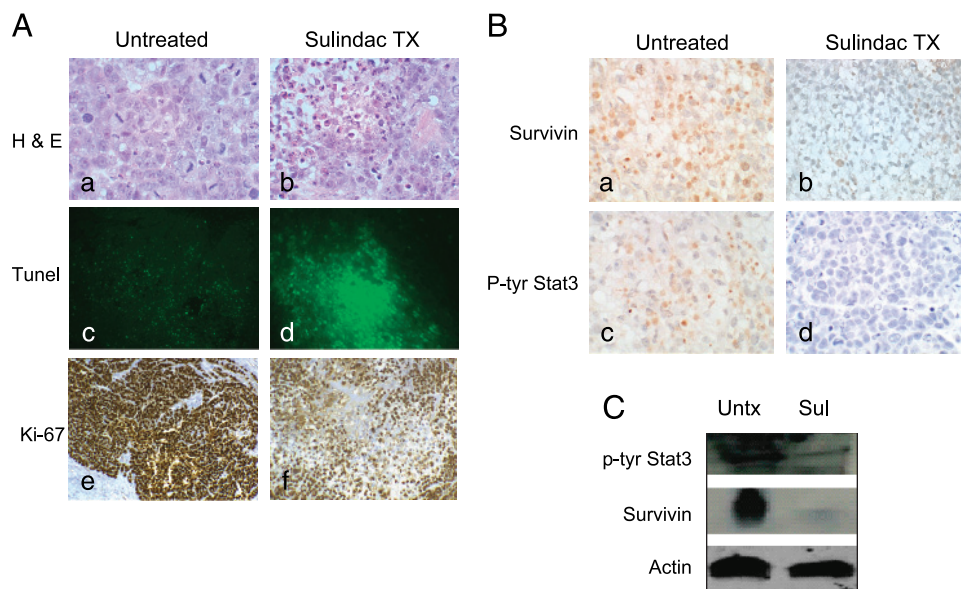 A
Untreated Sulindac TX
H & E
a b
Tunel
c d
Ki-67
e f
B
Untreated Sulindac TX
Survivin
a b
P-tyr Stat3
c d
C
Untx Sul
p-tyr Stat3
Survivin
Actin